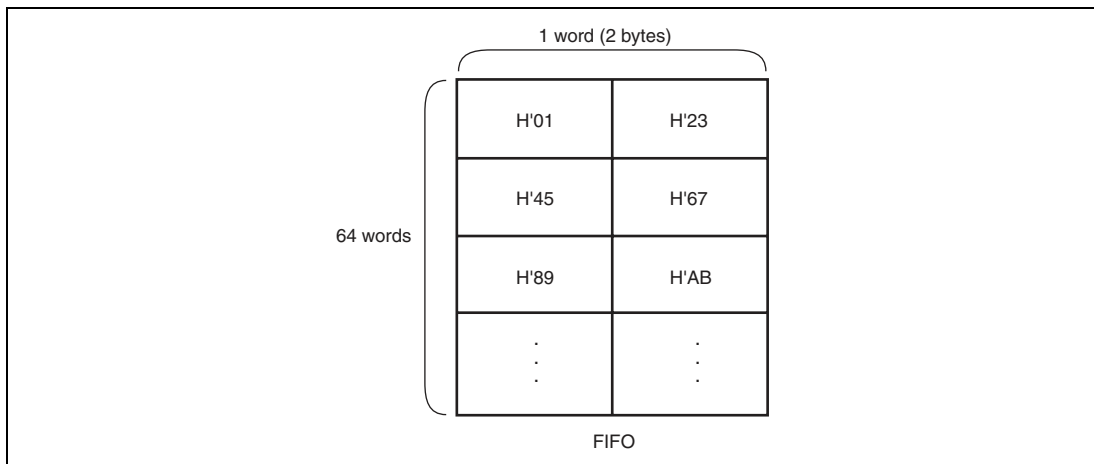 1 word (2 bytes)
H'01 H'23
H'45 H'67
64 words
H'89 H'AB
. .
. .
. .
FIFO